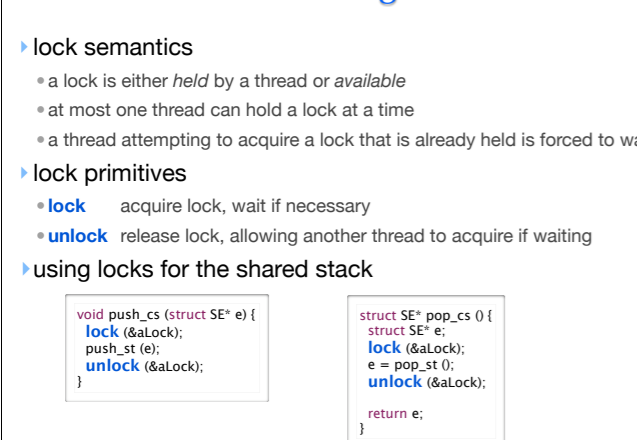 lock semantics
a lock is either held by a thread or available
at most one thread can hold a lock at a time
a thread attempting to acquire a lock that is already held is forced to
lock primitives
lock acquire lock, wait if necessary
unlock release lock, allowing another thread to acquire if waiting
using locks for the shared stack
void push_cs (struct SE* e) {
lock (&aLock);
push_st (e);
unlock (&aLock);
}
struct SE* pop_cs () {
struct SE* e;
lock (&aLock);
e = pop_st ();
unlock (&aLock);
return e;
}